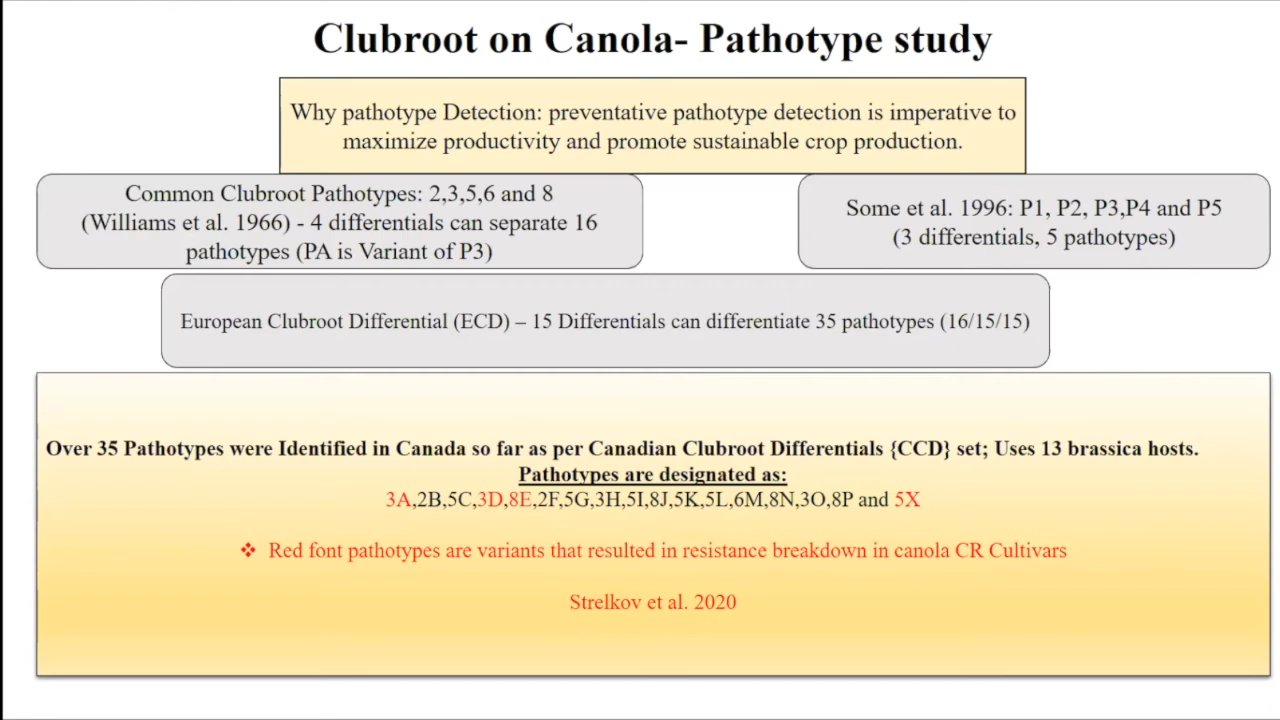 Clubroot on Canola- Pathotype study
Why pathotype Detection: preventative pathotype detection is imperative to
maximize productivity and promote sustainable crop production.
Common Clubroot Pathotypes: 2,3,5,6 and 8
(Williams et al. 1966) - 4 differentials can separate 16
pathotypes (PA is Variant of P3)
Some et al. 1996: P1, P2, P3,P4 and P5
(3 differentials, 5 pathotypes)
European Clubroot Differential (ECD) – 15 Differentials can differentiate 35 pathotypes (16/15/15)
Over 35 Pathotypes were Identified in Canada so far as per Canadian Clubroot Differentials {CCD} set; Uses 13 brassica hosts.
Pathotypes are designated as:
3A,2B,5C,3D,8E,2F,5G,3H,5I,8J,5K,5L,6M,8N,3O,8P and 5X
❖ Red font pathotypes are variants that resulted in resistance breakdown in canola CR Cultivars
Strelkov et al. 2020